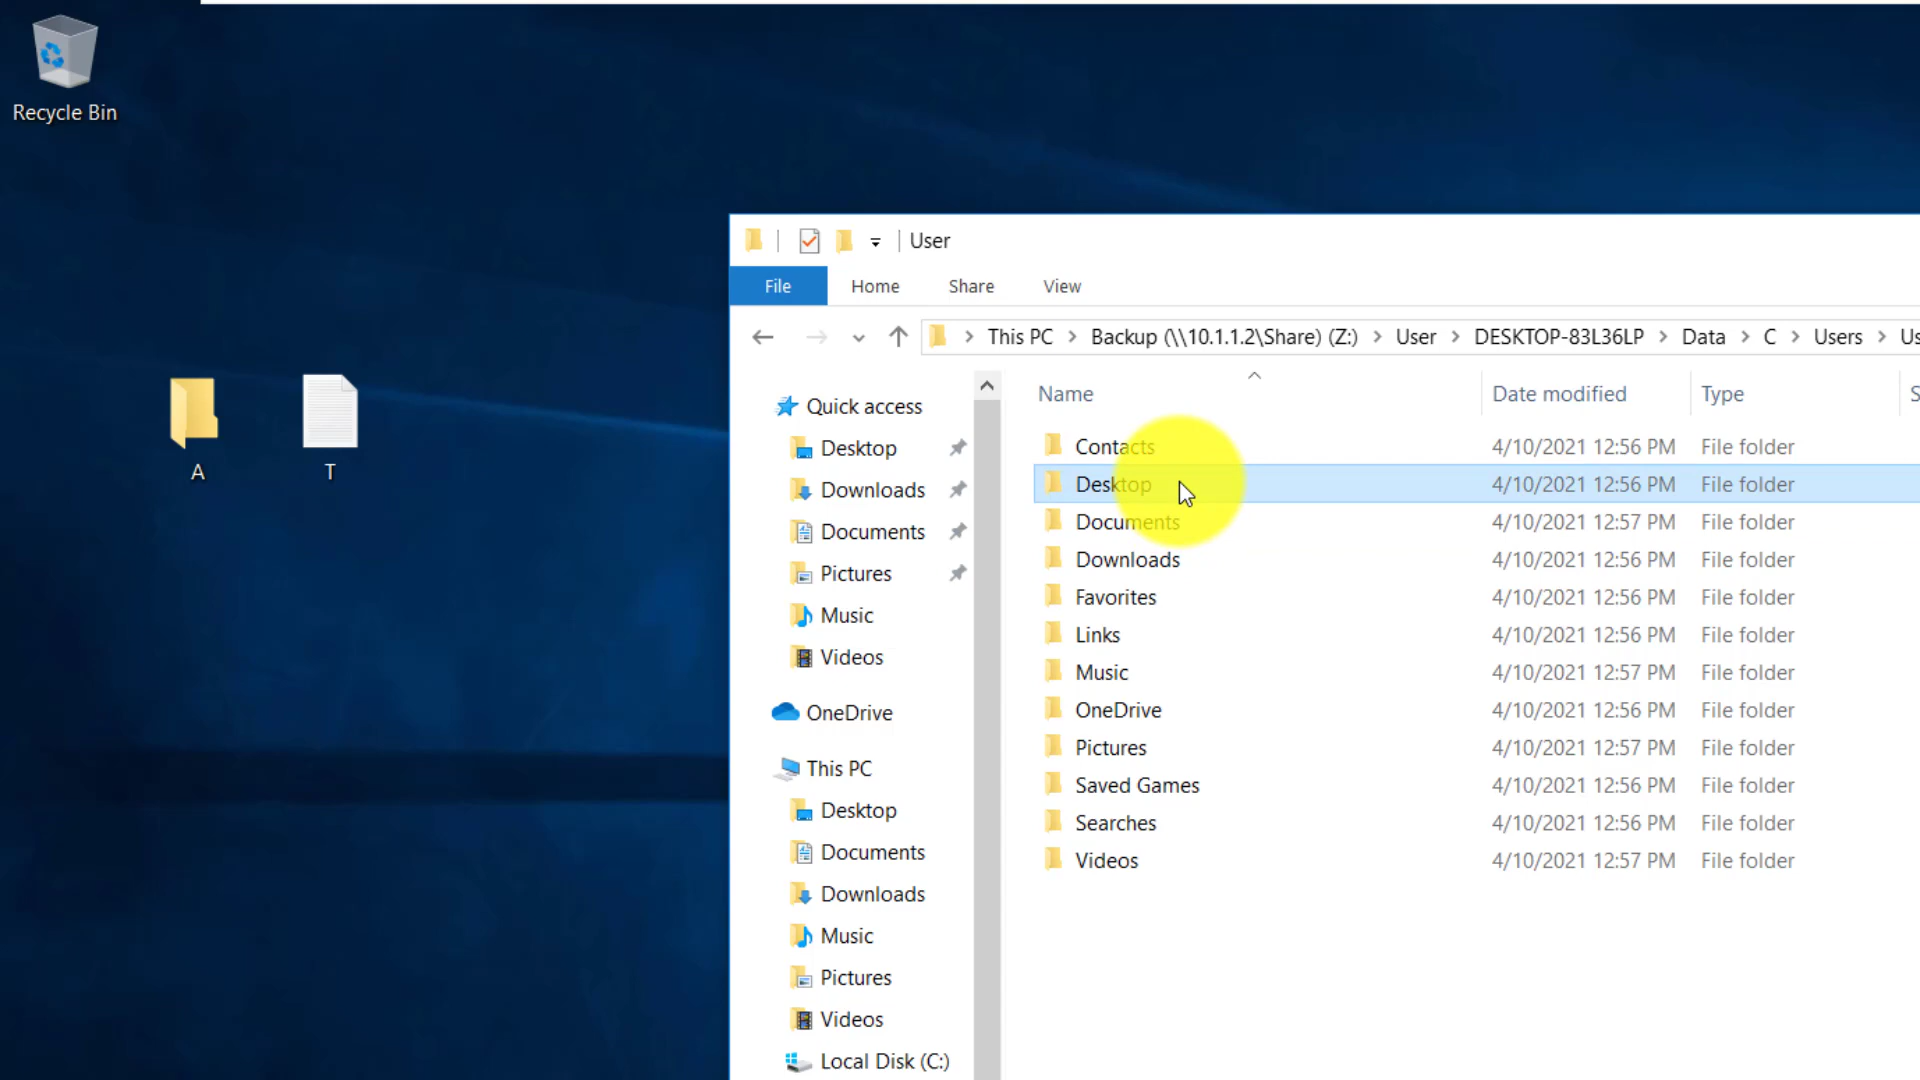 Recycle Bin
A
T
User
File Home Share View
This PC Backup (\\10.1.1.2\Share) (Z:) User DESKTOP-83L36LP Data C Users
Quick access
Desktop
Downloads
Documents
Pictures
Music
Videos
OneDrive
This PC
Desktop
Documents
Downloads
Music
Pictures
Videos
Local Disk (C:)
Name Date modified Type
Contacts 4/10/2021 12:56 PM File folder
Desktop 4/10/2021 12:56 PM File folder
Documents 4/10/2021 12:57 PM File folder
Downloads 4/10/2021 12:56 PM File folder
Favorites 4/10/2021 12:56 PM File folder
Links 4/10/2021 12:56 PM File folder
Music 4/10/2021 12:57 PM File folder
OneDrive 4/10/2021 12:56 PM File folder
Pictures 4/10/2021 12:57 PM File folder
Saved Games 4/10/2021 12:56 PM File folder
Searches 4/10/2021 12:56 PM File folder
Videos 4/10/2021 12:57 PM File folder